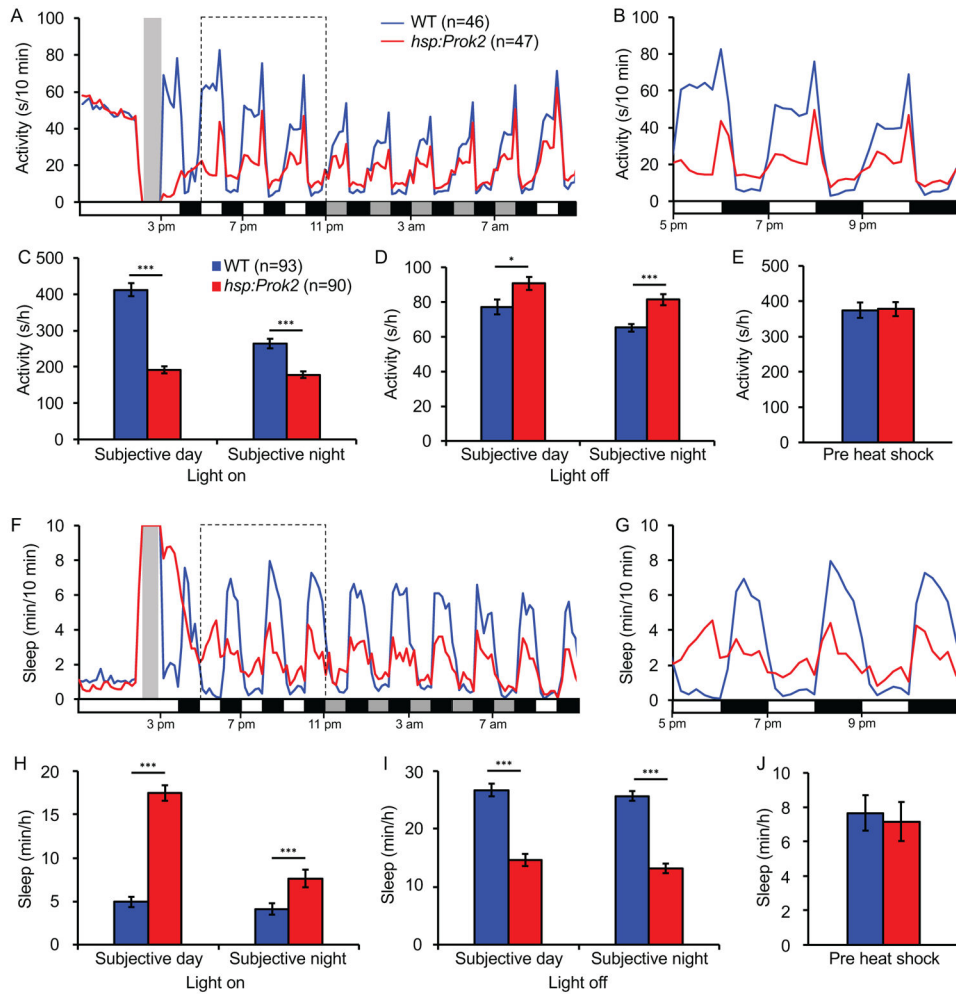 A
Activity (s/10 min)
100
80
60
40
20
0
WT (n=46)
hsp:Prok2 (n=47)
3 pm 7 pm 11 pm 3 am 7 am
B
Activity (s/10 min)
100
80
60
40
20
0
5 pm 7 pm 9 pm
C
Activity (s/h)
500
400
300
200
100
0
WT (n=93)
hsp:Prok2 (n=90)
*** ***
Subjective day Subjective night
Light on
D
Activity (s/h)
100
80
60
40
20
0
* ***
Subjective day Subjective night
Light off
E
Activity (s/h)
500
400
300
200
100
0
Pre heat shock
F
Sleep (min/10 min)
10
8
6
4
2
0
3 pm 7 pm 11 pm 3 am 7 am
G
Sleep (min/10 min)
10
8
6
4
2
0
5 pm 7 pm 9 pm
H
Sleep (min/h)
20
15
10
5
0
*** ***
Subjective day Subjective night
Light on
I
Sleep (min/h)
30
20
10
0
*** ***
Subjective day Subjective night
Light off
J
Sleep (min/h)
10
8
6
4
2
0
Pre heat shock